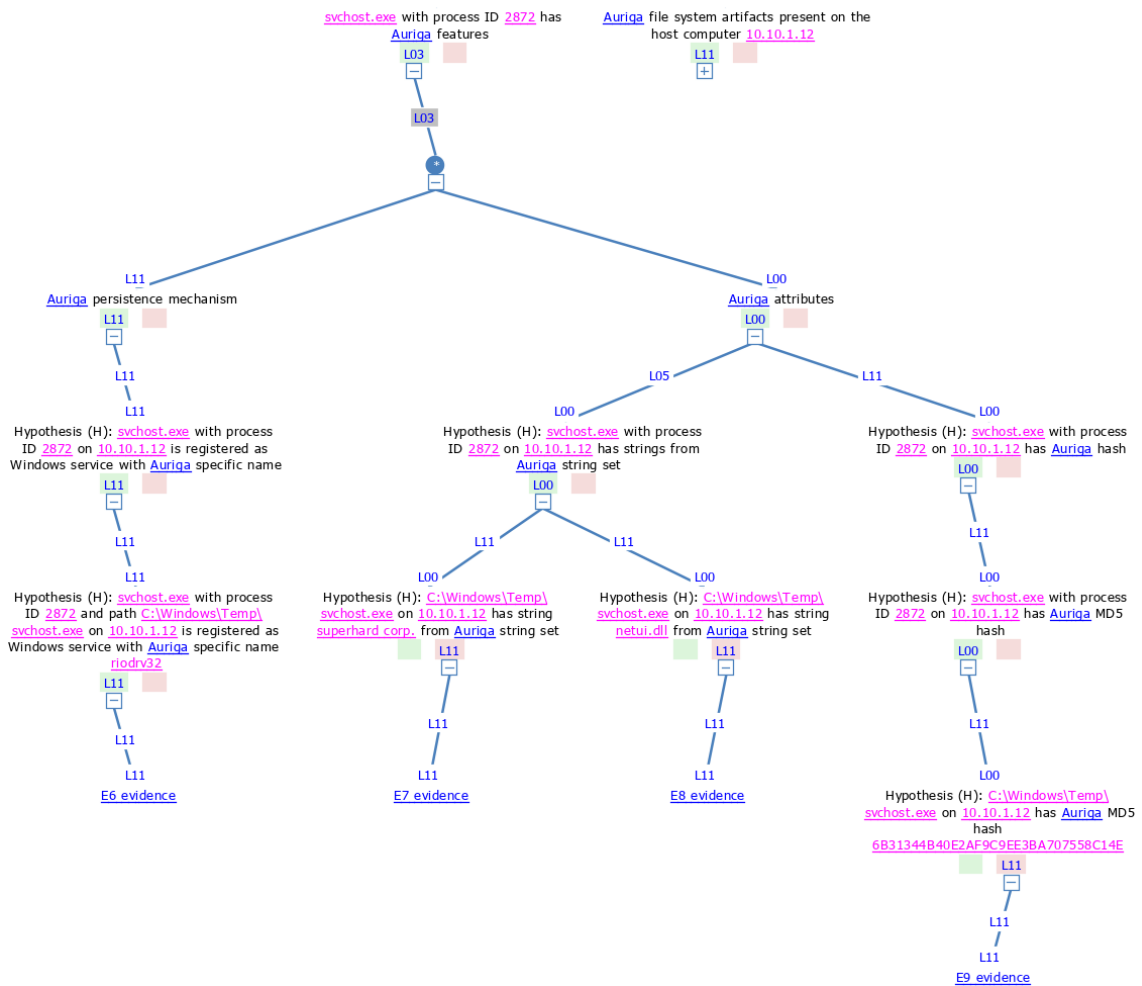 svchost.exe with process ID 2872 has
Auriga features
L03
−
Auriga file system artifacts present on the
host computer 10.10.1.12
L11
+
L03
*
−
L11
Auriga persistence mechanism
L11
−
L00
Auriga attributes
L00
−
L11
L05
L11
L11
Hypothesis (H): svchost.exe with process
ID 2872 on 10.10.1.12 is registered as
Windows service with Auriga specific name
L11
−
L00
Hypothesis (H): svchost.exe with process
ID 2872 on 10.10.1.12 has strings from
Auriga string set
L00
−
L00
Hypothesis (H): svchost.exe with process
ID 2872 on 10.10.1.12 has Auriga hash
L00
−
L11
L11
L11
L11
L11
Hypothesis (H): svchost.exe with process
ID 2872 and path C:\Windows\Temp\
svchost.exe on 10.10.1.12 is registered as
Windows service with Auriga specific name
riodrv32
L11
−
L00
Hypothesis (H): C:\Windows\Temp\
svchost.exe on 10.10.1.12 has string
superhard corp. from Auriga string set
L11
−
L00
Hypothesis (H): C:\Windows\Temp\
svchost.exe on 10.10.1.12 has string
netui.dll from Auriga string set
L11
−
L00
Hypothesis (H): svchost.exe with process
ID 2872 on 10.10.1.12 has Auriga MD5
hash
L00
−
L11
L11
L11
L11
L11
E6 evidence
L11
E7 evidence
L11
E8 evidence
L00
Hypothesis (H): C:\Windows\Temp\
svchost.exe on 10.10.1.12 has Auriga MD5
hash
6B31344B40E2AF9C9EE3BA707558C14E
L11
−
L11
L11
E9 evidence